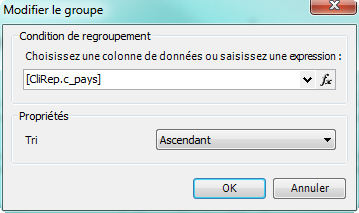 Modifier le groupe
Condition de regroupement
Choisissez une colonne de données ou saisissez une expression :
[CliRep.c_pays]
fx
Propriétés
Tri
Ascendant
OK
Annuler